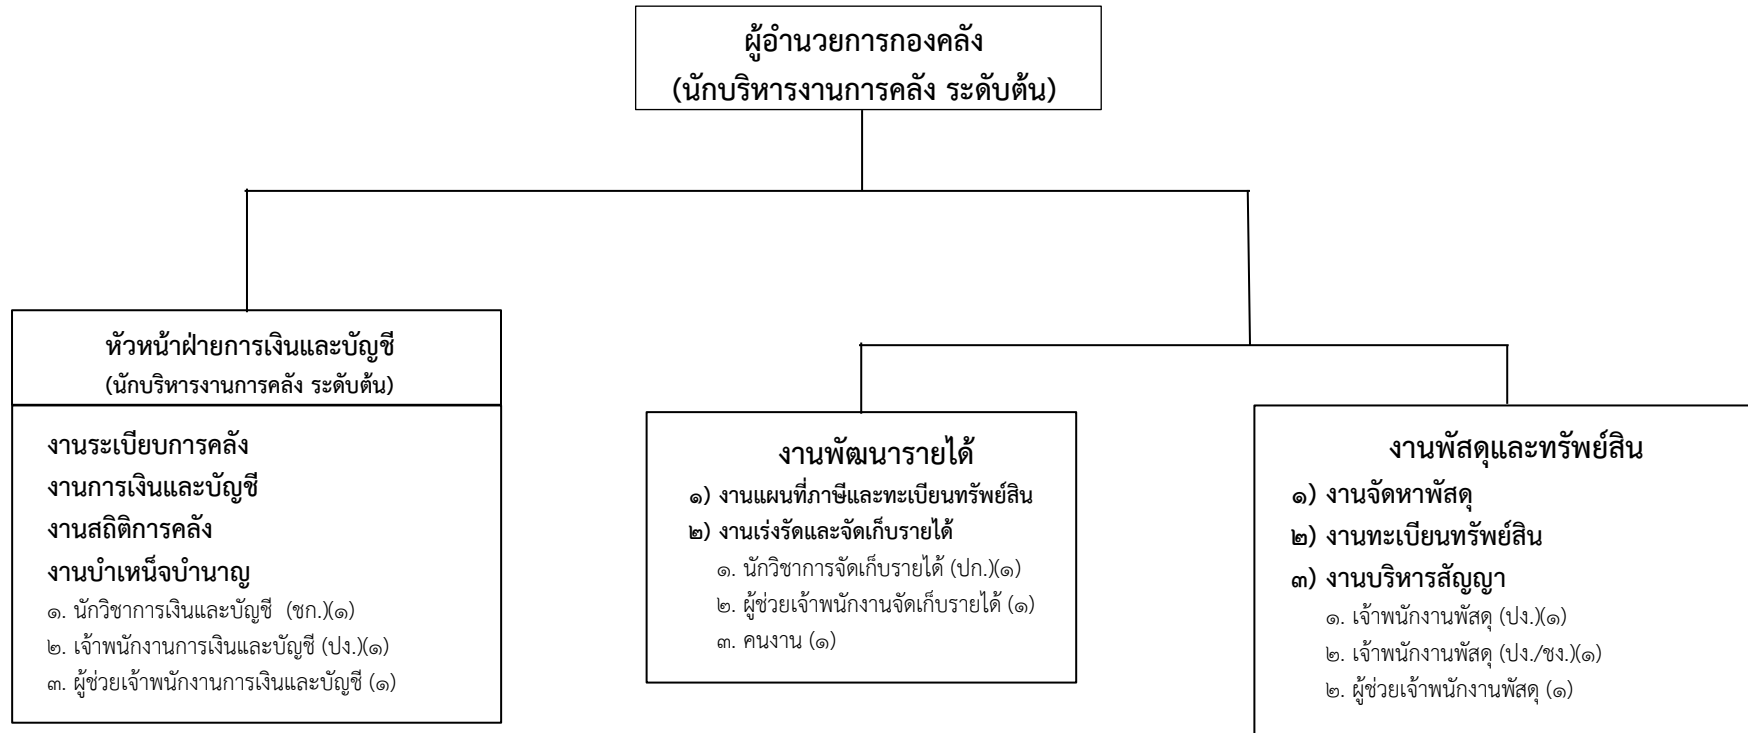 ผู้อำนวยการกองคลัง
(นักบริหารงานการคลัง ระดับต้น)
หัวหน้าฝ่ายการเงินและบัญชี
(นักบริหารงานการคลัง ระดับต้น)
งานระเบียบการคลัง
งานการเงินและบัญชี
งานสถิติการคลัง
งานบำเหน็จบำนาญ
๑. นักวิชาการเงินและบัญชี (ชก.)(๑)
๒. เจ้าพนักงานการเงินและบัญชี (ปง.)(๑)
๓. ผู้ช่วยเจ้าพนักงานการเงินและบัญชี (๑)
งานพัฒนารายได้
๑) งานแผนที่ภาษีและทะเบียนทรัพย์สิน
๒) งานเร่งรัดและจัดเก็บรายได้
๑. นักวิชาการจัดเก็บรายได้ (ปก.)(๑)
๒. ผู้ช่วยเจ้าพนักงานจัดเก็บรายได้ (๑)
๓. คนงาน (๑)
งานพัสดุและทรัพย์สิน
๑) งานจัดหาพัสดุ
๒) งานทะเบียนทรัพย์สิน
๓) งานบริหารสัญญา
๑. เจ้าพนักงานพัสดุ (ปง.)(๑)
๒. เจ้าพนักงานพัสดุ (ปง./ชง.)(๑)
๒. ผู้ช่วยเจ้าพนักงานพัสดุ (๑)